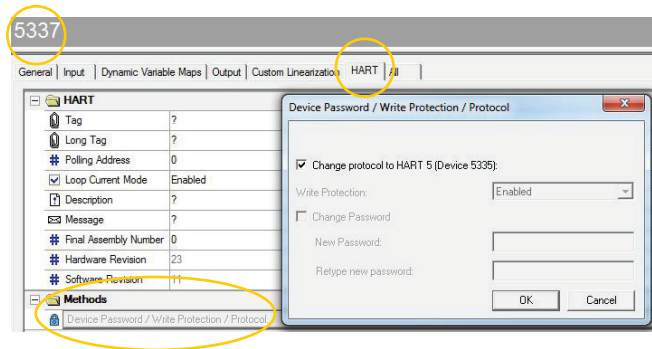 5337
General | Input | Dynamic Variable Maps | Output | Custom Linearization HART | All |
HART
Tag ?
Long Tag ?
# Polling Address 0
Loop Current Mode Enabled
Description ?
Message ?
# Final Assembly Number 0
# Hardware Revision 23
# Software Revision 11
Methods
Device Password / Write Protection / Protocol
Device Password / Write Protection / Protocol
Change protocol to HART 5 (Device 5335):
Write Protection: Enabled
Change Password
New Password:
Retype new password:
OK Cancel